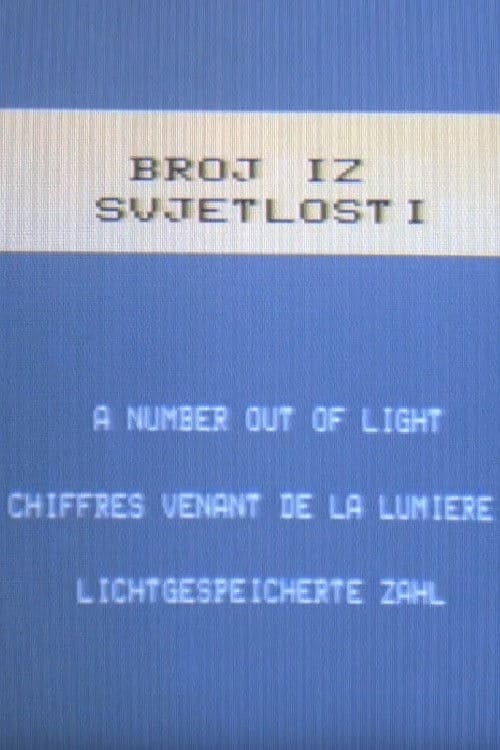 BROJ IZ
SVJETLOSTI
A NUMBER OUT OF LIGHT
CHIFFRES VENANT DE LA LUMIERE
LICHTGESPEICHERTE ZAHL